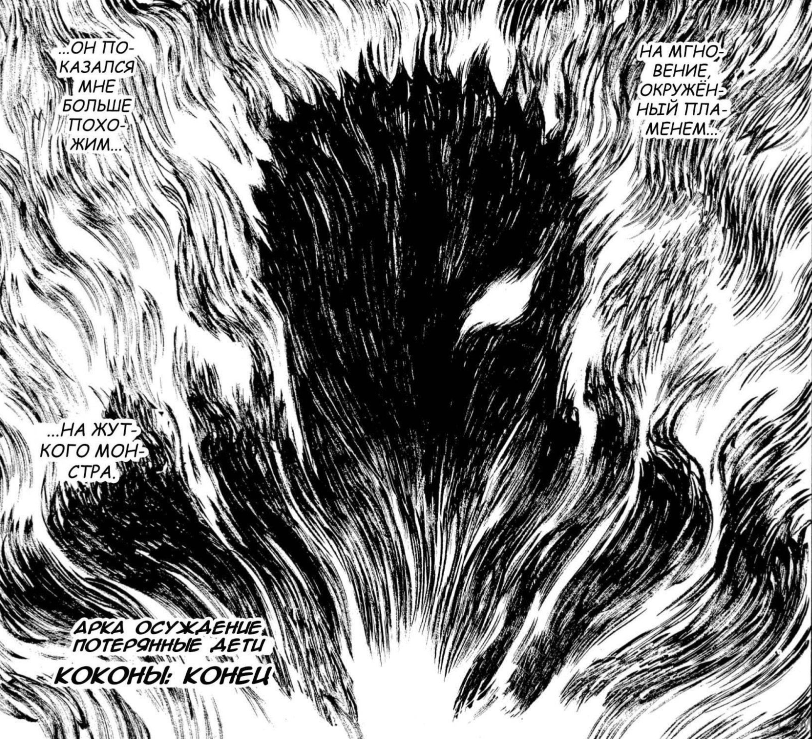 НА МГНО-
ВЕНИЕ,
ОКРУЖЁН-
НЫЙ ПЛА-
МЕНЕМ...
...ОН ПО-
КАЗАЛСЯ
МНЕ
БОЛЬШЕ
ПОХО-
ЖИМ...
...НА ЖУТ-
КОГО МОН-
СТРА.
АРКА ОСУЖДЕНИЕ
ПОТЕРЯННЫЕ ДЕТИ
КОКОНЫ: КОНЕЦ